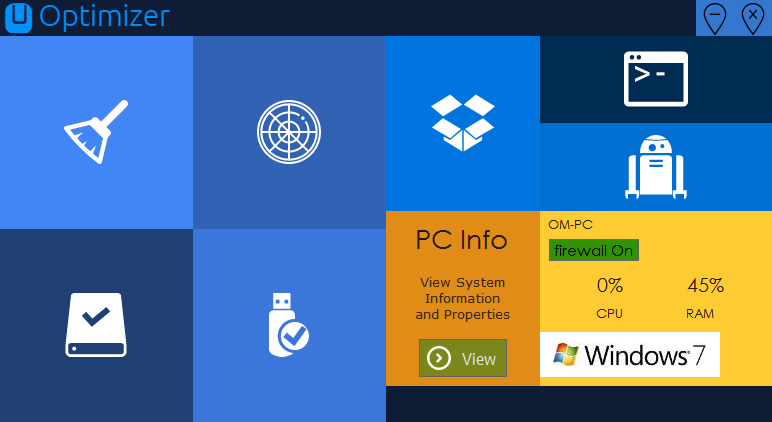 U Optimizer
PC Info
View System
Information
and Properties
View
OM-PC
firewall On
0%
45%
CPU
RAM
Windows 7